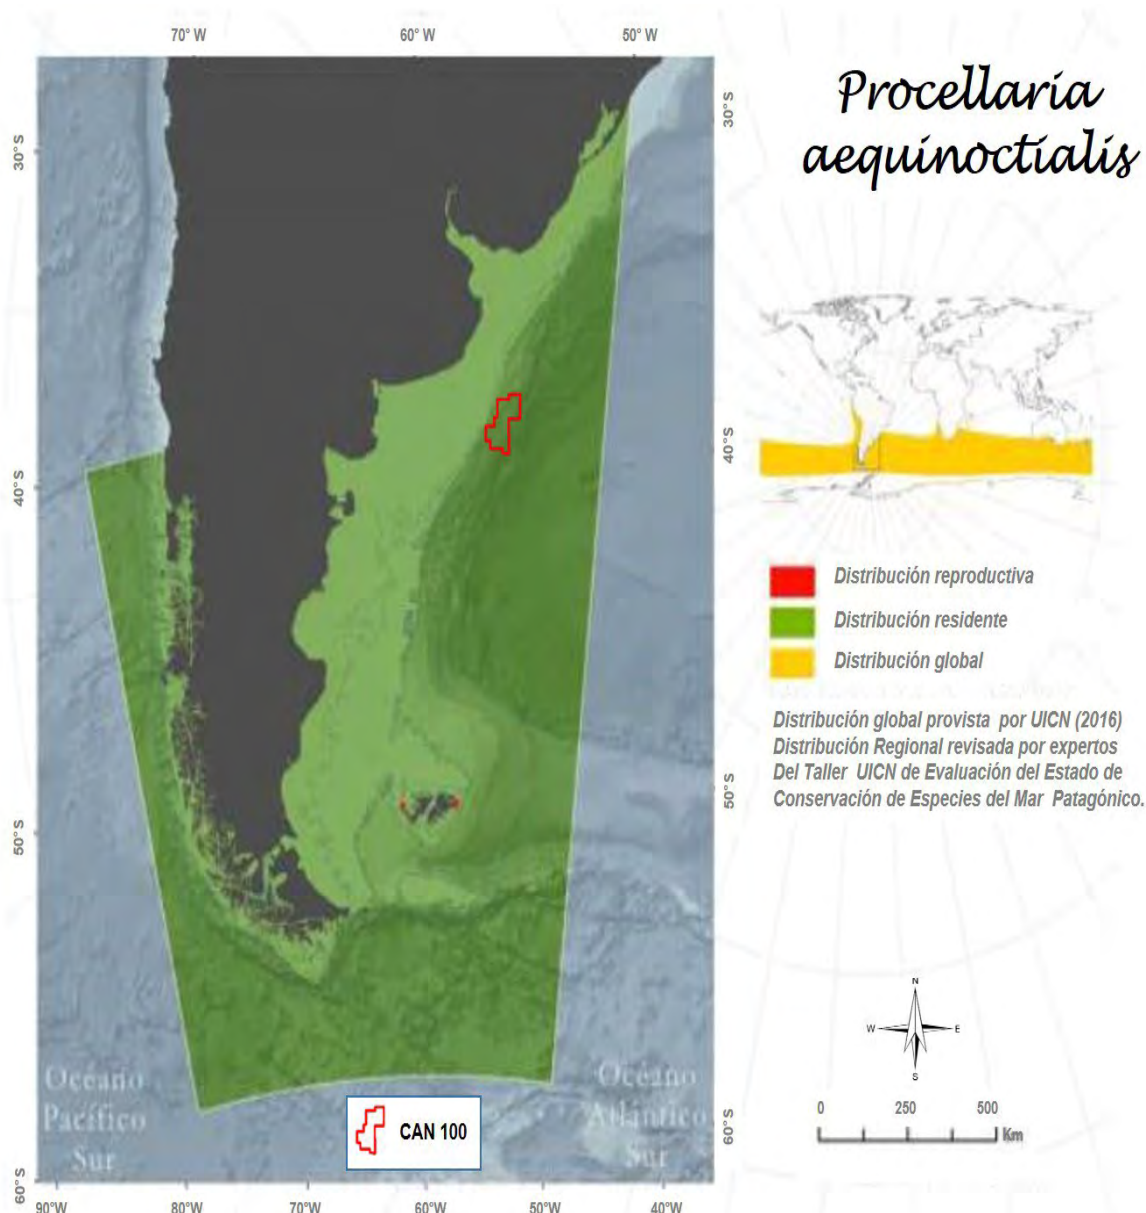 70° W
60° W
50° W
Procellaria
aequinoctialis
30°S
30°S
40°S
40°S
Distribución reproductiva
Distribución residente
Distribución global
Distribución global provista por UICN (2016)
Distribución Regional revisada por expertos
Del Taller UICN de Evaluación del Estado de
Conservación de Especies del Mar Patagónico.
50°S
50°S
N
W
E
S
Océano
Pacífico
Sur
Océano
Atlántico
Sur
CAN 100
0
250
500
Km
60°S
60°S
90°W
80°W
70°W
60°W
50°W
40°W